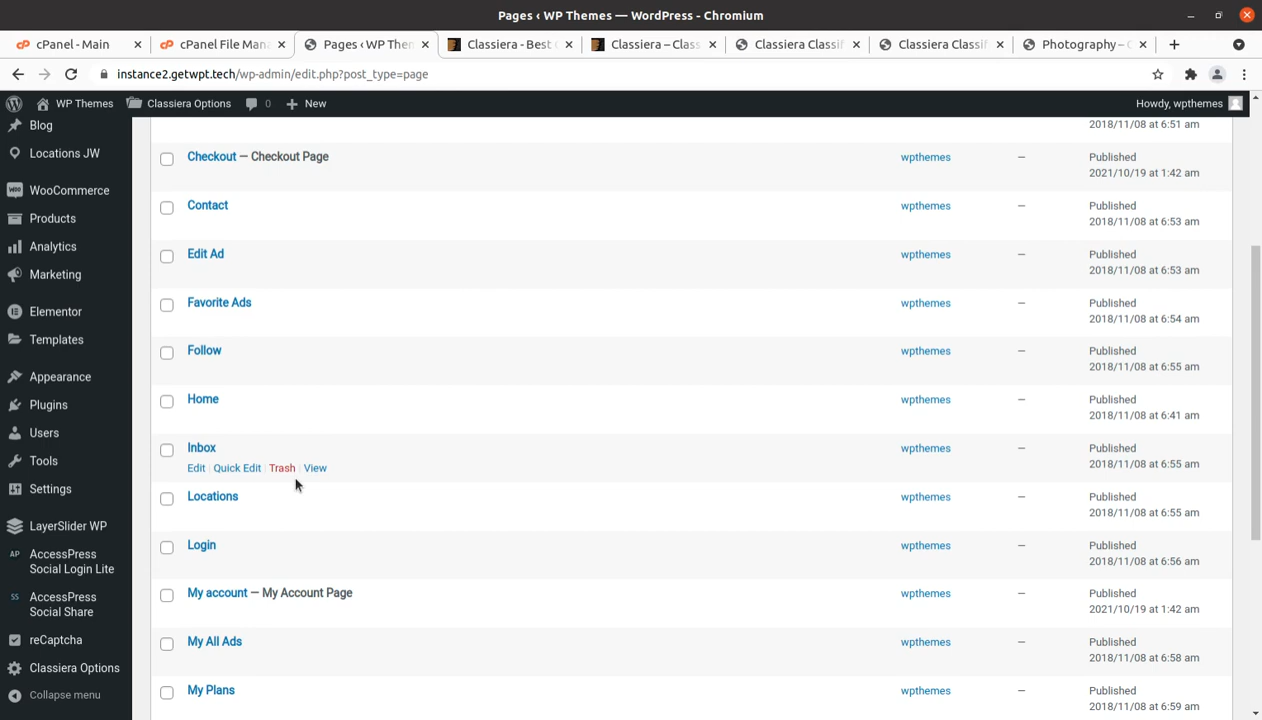 Pages ‹ WP Themes — WordPress - Chromium
cPanel - Main
cPanel File Man
Pages ‹ WP Them
Classiera - Best C
Classiera – Class
Classiera Classif
Classiera Classif
Photography – C
instance2.getwpt.tech/wp-admin/edit.php?post_type=page
WP Themes
Classiera Options
0
New
Howdy, wpthemes
Blog
Locations JW
WooCommerce
Products
Analytics
Marketing
Elementor
Templates
Appearance
Plugins
Users
Tools
Settings
LayerSlider WP
AP
AccessPress
Social Login Lite
SS
AccessPress
Social Share
reCaptcha
Classiera Options
Collapse menu
2018/11/08 at 6:51 am
Checkout — Checkout Page
wpthemes
—
Published
2021/10/19 at 1:42 am
Contact
wpthemes
—
Published
2018/11/08 at 6:53 am
Edit Ad
wpthemes
—
Published
2018/11/08 at 6:53 am
Favorite Ads
wpthemes
—
Published
2018/11/08 at 6:54 am
Follow
wpthemes
—
Published
2018/11/08 at 6:55 am
Home
wpthemes
—
Published
2018/11/08 at 6:41 am
Inbox
Edit | Quick Edit | Trash | View
wpthemes
—
Published
2018/11/08 at 6:55 am
Locations
wpthemes
—
Published
2018/11/08 at 6:55 am
Login
wpthemes
—
Published
2018/11/08 at 6:56 am
My account — My Account Page
wpthemes
—
Published
2021/10/19 at 1:42 am
My All Ads
wpthemes
—
Published
2018/11/08 at 6:58 am
My Plans
wpthemes
—
Published
2018/11/08 at 6:59 am